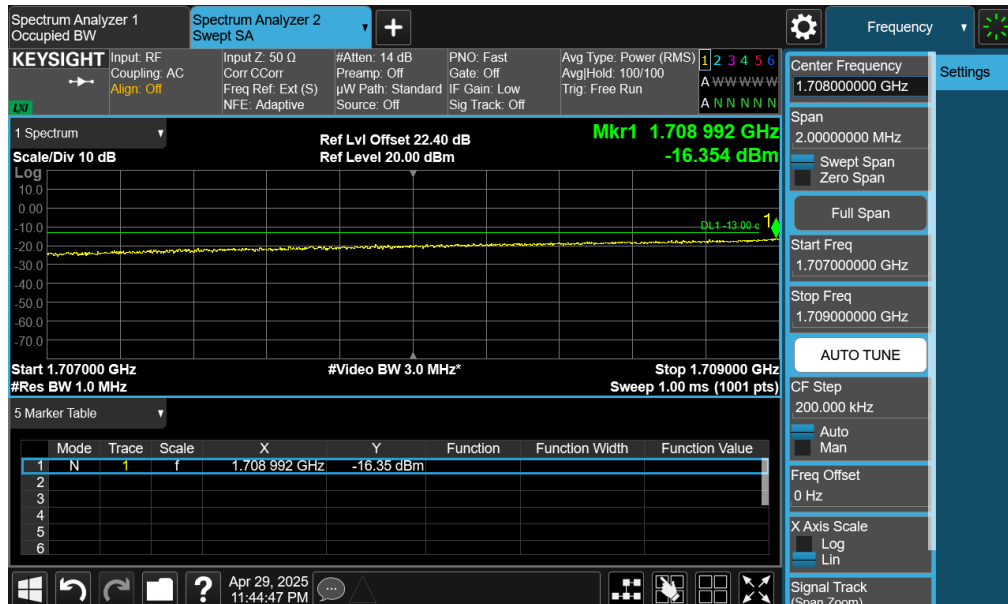 Spectrum Analyzer 1
Occupied BW
Spectrum Analyzer 2
Swept SA
+
Frequency
KEYSIGHT
LXI
Input: RF
Coupling: AC
Align: Off
Input Z: 50 Ω
Corr CCorr
Freq Ref: Ext (S)
NFE: Adaptive
#Atten: 14 dB
Preamp: Off
µW Path: Standard
Source: Off
PNO: Fast
Gate: Off
IF Gain: Low
Sig Track: Off
Avg Type: Power (RMS)
Avg|Hold: 100/100
Trig: Free Run
1 2 3 4 5 6
A W W W W W
A N N N N N
1 Spectrum
Scale/Div 10 dB
Ref Lvl Offset 22.40 dB
Ref Level 20.00 dBm
Mkr1 1.708 992 GHz
-16.354 dBm
Log
10.0
0.00
-10.0
-20.0
-30.0
-40.0
-50.0
-60.0
-70.0
DL1 -13.00 c
1
Start 1.707000 GHz
#Video BW 3.0 MHz*
Stop 1.709000 GHz
#Res BW 1.0 MHz
Sweep 1.00 ms (1001 pts)
5 Marker Table
Mode Trace Scale X Y Function Function Width Function Value
1 N 1 f 1.708 992 GHz -16.35 dBm
2
3
4
5
6
?
Apr 29, 2025
11:44:47 PM
Center Frequency
1.708000000 GHz
Settings
Span
2.00000000 MHz
Swept Span
Zero Span
Full Span
Start Freq
1.707000000 GHz
Stop Freq
1.709000000 GHz
AUTO TUNE
CF Step
200.000 kHz
Auto
Man
Freq Offset
0 Hz
X Axis Scale
Log
Lin
Signal Track
(Span Zoom)